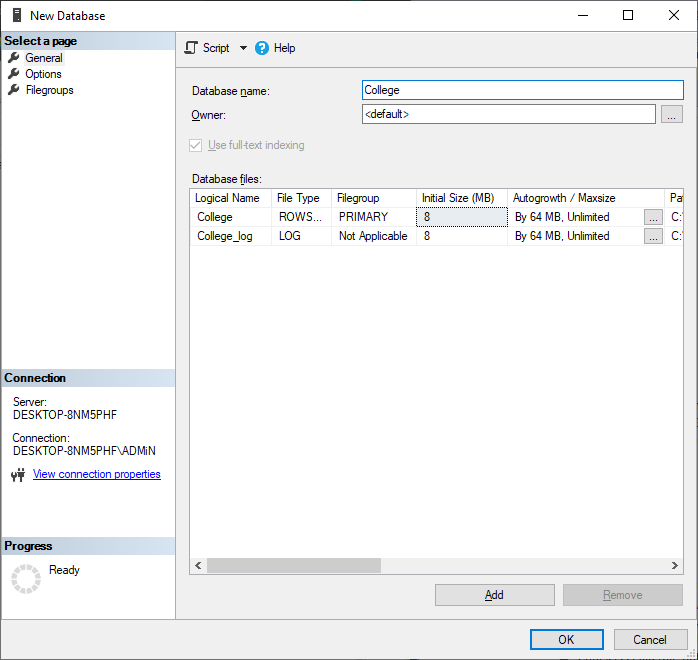 New Database
Select a page
General
Options
Filegroups
Script Help
Database name: College
Owner: <default> ...
Use full-text indexing
Database files:
Logical Name File Type Filegroup Initial Size (MB) Autogrowth / Maxsize Pat
College ROWS... PRIMARY 8 By 64 MB, Unlimited ... C:\
College_log LOG Not Applicable 8 By 64 MB, Unlimited ... C:\
Connection
Server:
DESKTOP-8NM5PHF
Connection:
DESKTOP-8NM5PHF\ADMiN
View connection properties
Progress
Ready
Add Remove
OK Cancel